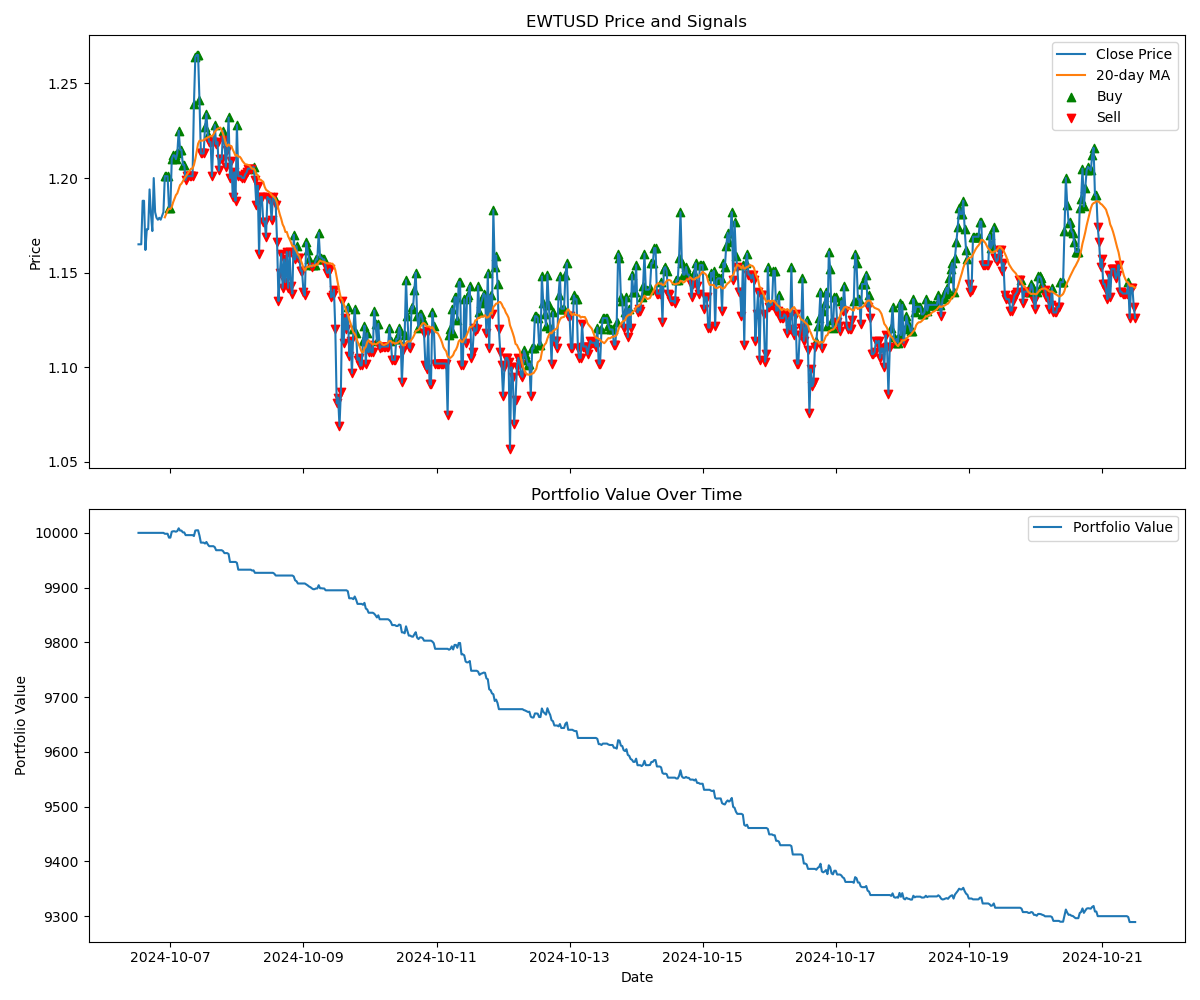 EWTUSD Price and Signals
Price
1.25
1.20
1.15
1.10
1.05
Close Price
20-day MA
Buy
Sell
Portfolio Value Over Time
Portfolio Value
10000
9900
9800
9700
9600
9500
9400
9300
Portfolio Value
2024-10-07
2024-10-09
2024-10-11
2024-10-13
2024-10-15
2024-10-17
2024-10-19
2024-10-21
Date